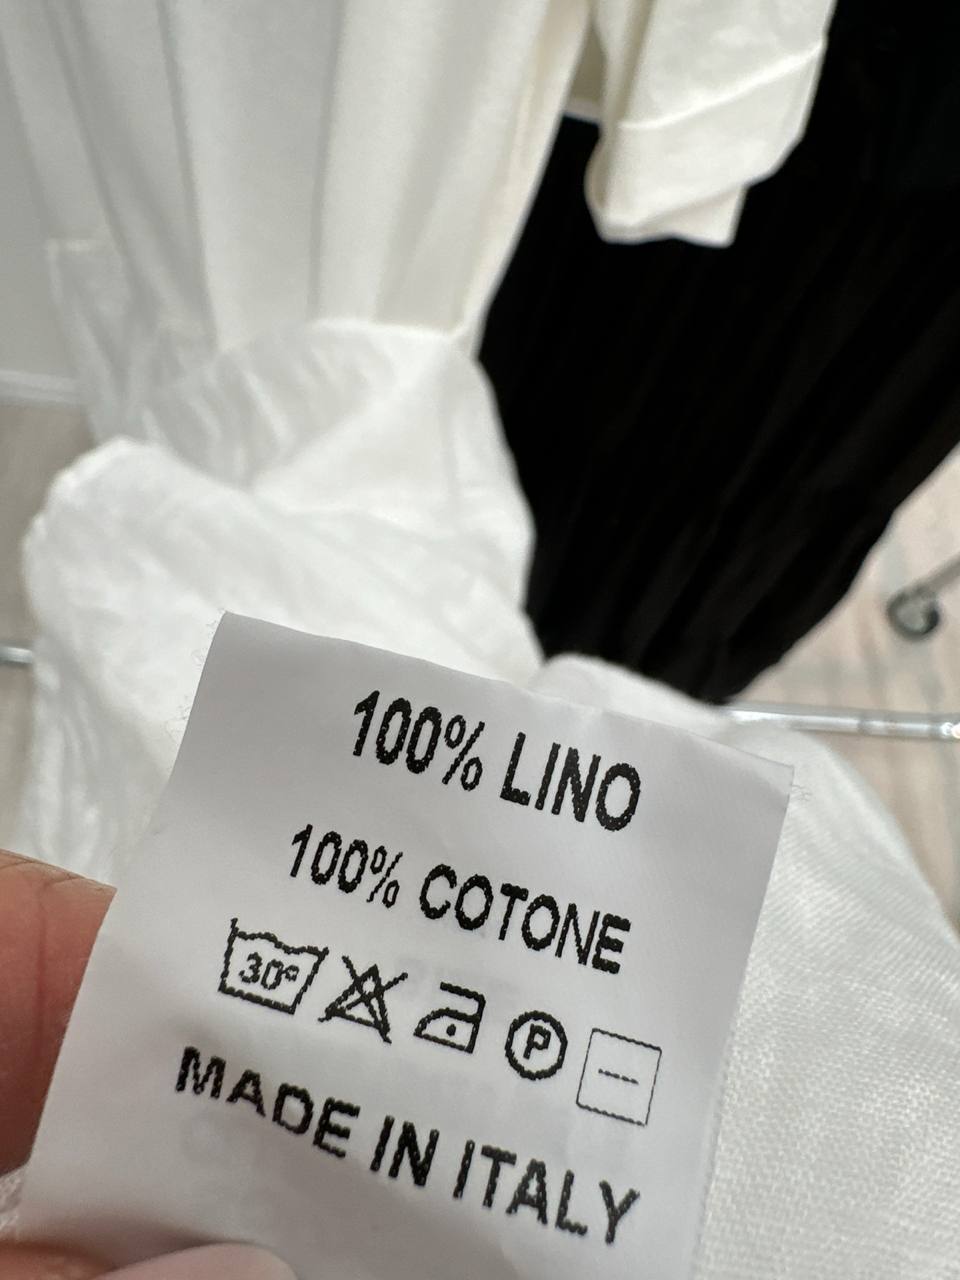 100% LINO
100% COTONE
30° P
MADE IN ITALY